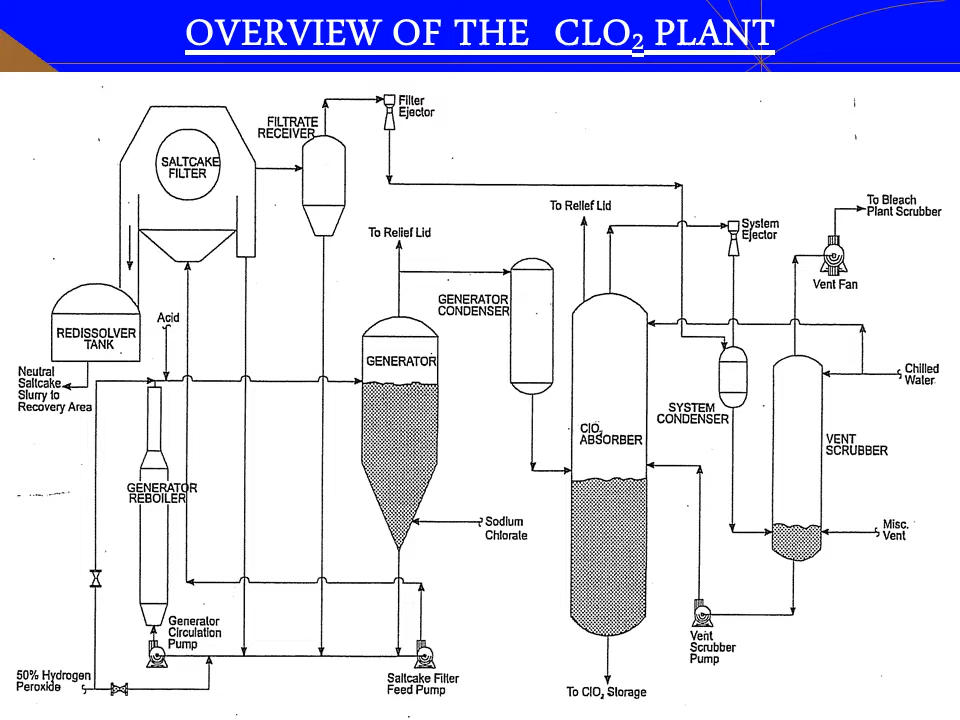 OVERVIEW OF THE CLO2 PLANT
Filter
Ejector
FILTRATE
RECEIVER
SALTCAKE
FILTER
To Bleach
Plant Scrubber
To Relief Lid
System
Ejector
To Relief Lid
Vent Fan
GENERATOR
CONDENSER
Acid
REDISSOLVER
TANK
GENERATOR
Neutral
Saltcake
Slurry to
Recovery Area
Chilled
Water
SYSTEM
CONDENSER
ClO2
ABSORBER
VENT
SCRUBBER
GENERATOR
REBOILER
Sodium
Chlorate
Misc.
Vent
Generator
Circulation
Pump
Vent
Scrubber
Pump
50% Hydrogen
Peroxide
Saltcake Filter
Feed Pump
To ClO2 Storage